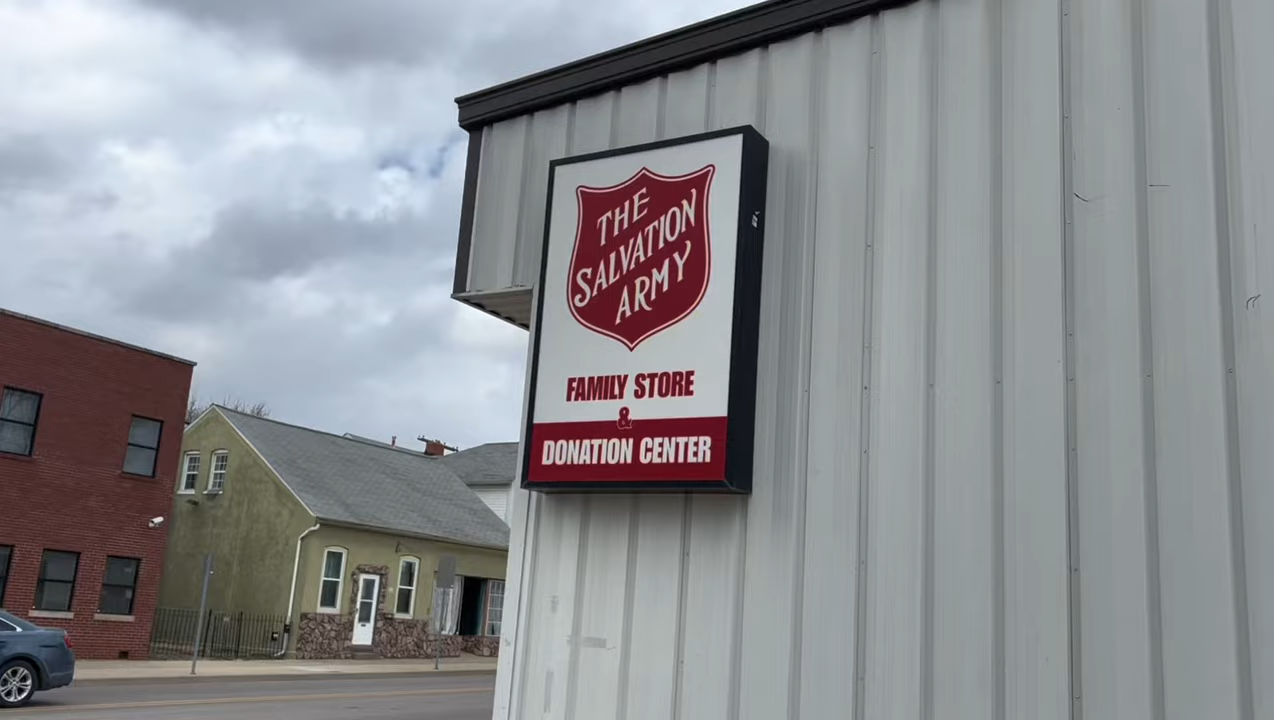 THE
SALVATION
ARMY
FAMILY STORE
&
DONATION CENTER